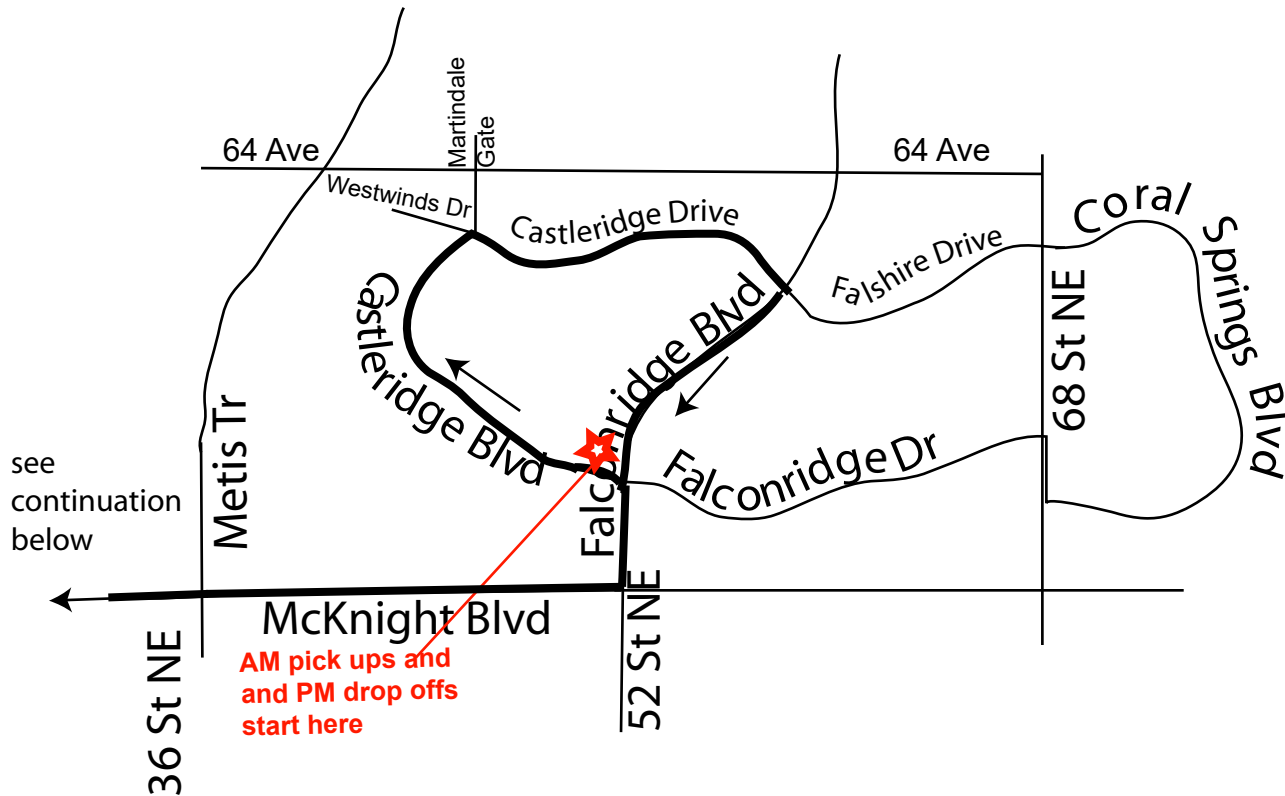 Martindale
Gate
64 Ave
64 Ave
Westwinds Dr
Castleridge Drive
Coral Springs Blvd
Falshire Drive
Castleridge Blvd
Falconridge Blvd
68 St NE
Metis Tr
Falconridge Dr
see
continuation
below
McKnight Blvd
36 St NE
52 St NE
AM pick ups and
and PM drop offs
start here